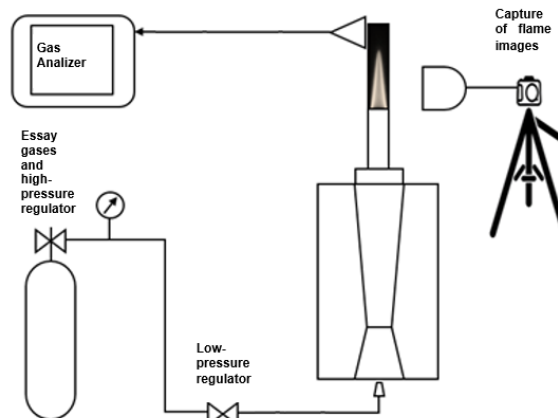 Gas
Analizer
Capture
of flame
images
Essay
gases
and
high-
pressure
regulator
Low-
pressure
regulator